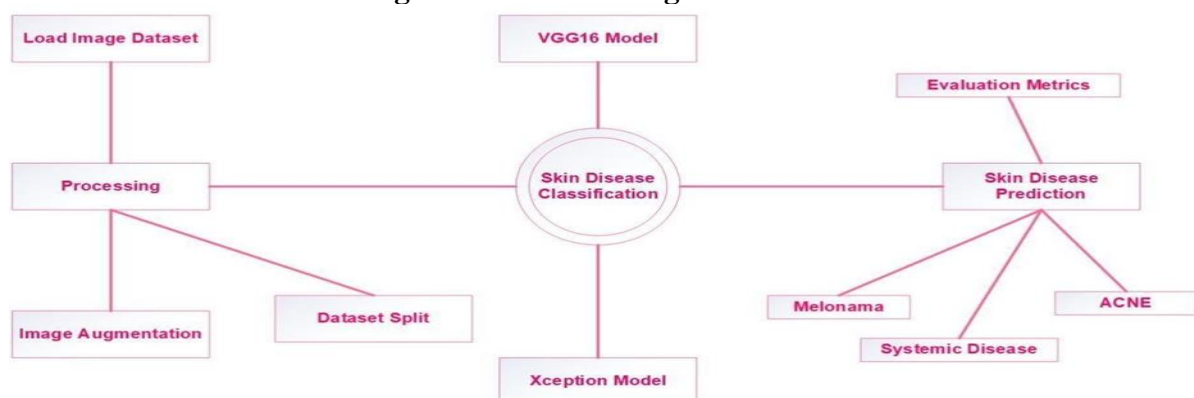 Load Image Dataset
VGG16 Model
Evaluation Metrics
Processing
Skin Disease
Classification
Skin Disease
Prediction
Melonama
ACNE
Image Augmentation
Dataset Split
Systemic Disease
Xception Model